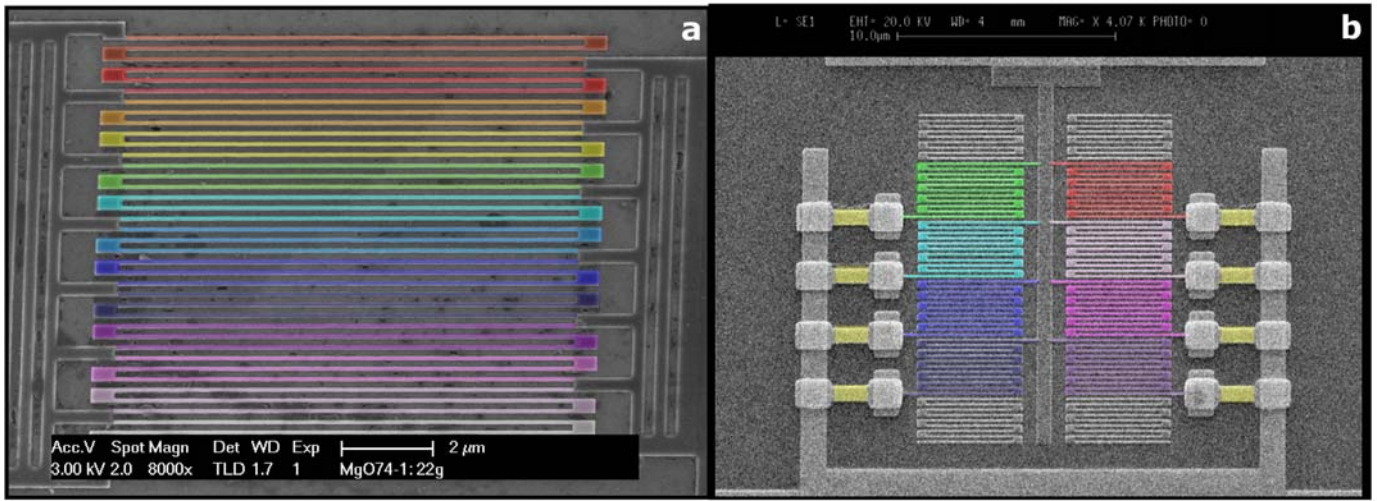 a
L= SE1 EHT= 20.0 KV WD= 4 mm MAG= X 4.07 K PHOTO= 0
10.0µm
b
Acc.V Spot Magn Det WD Exp 2 µm
3.00 kV 2.0 8000x TLD 1.7 1 MgO74-1: 22g